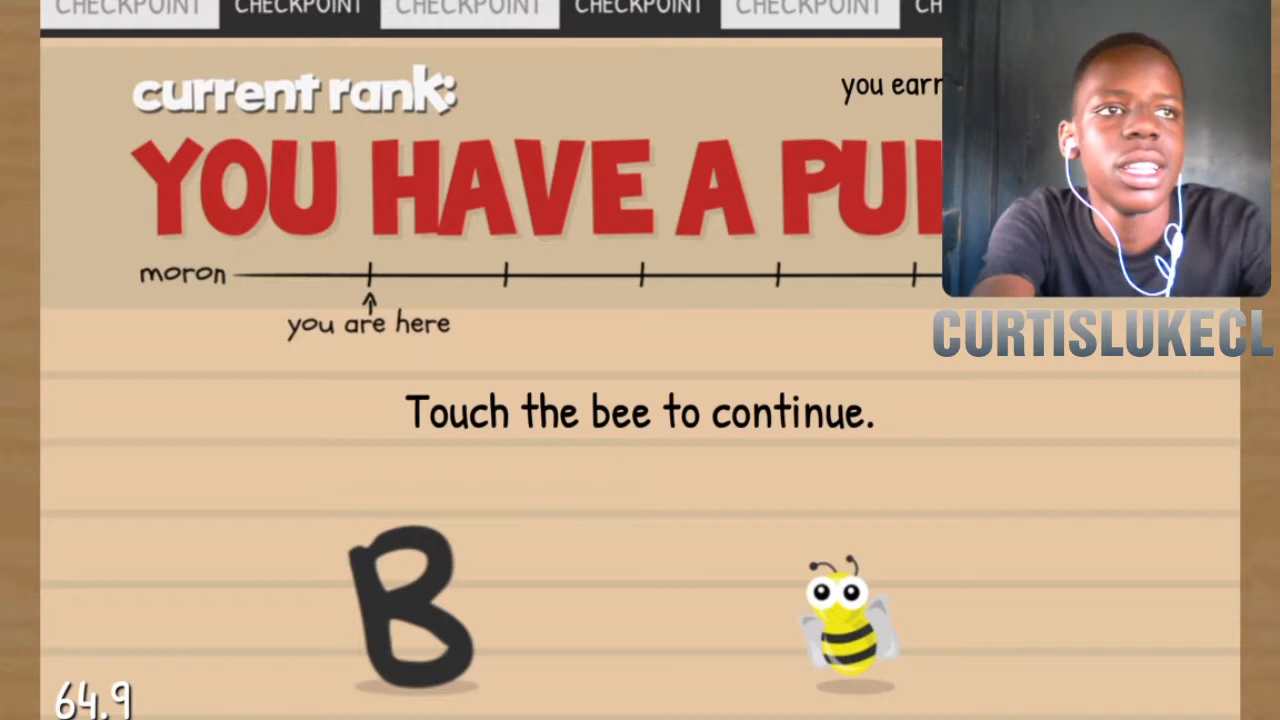 CHECKPOINT CHECKPOINT CHECKPOINT CHECKPOINT CHECKPOINT
current rank:
you earn
YOU HAVE A
moron
you are here
CURTISLUKECL
Touch the bee to continue.
B
64.9